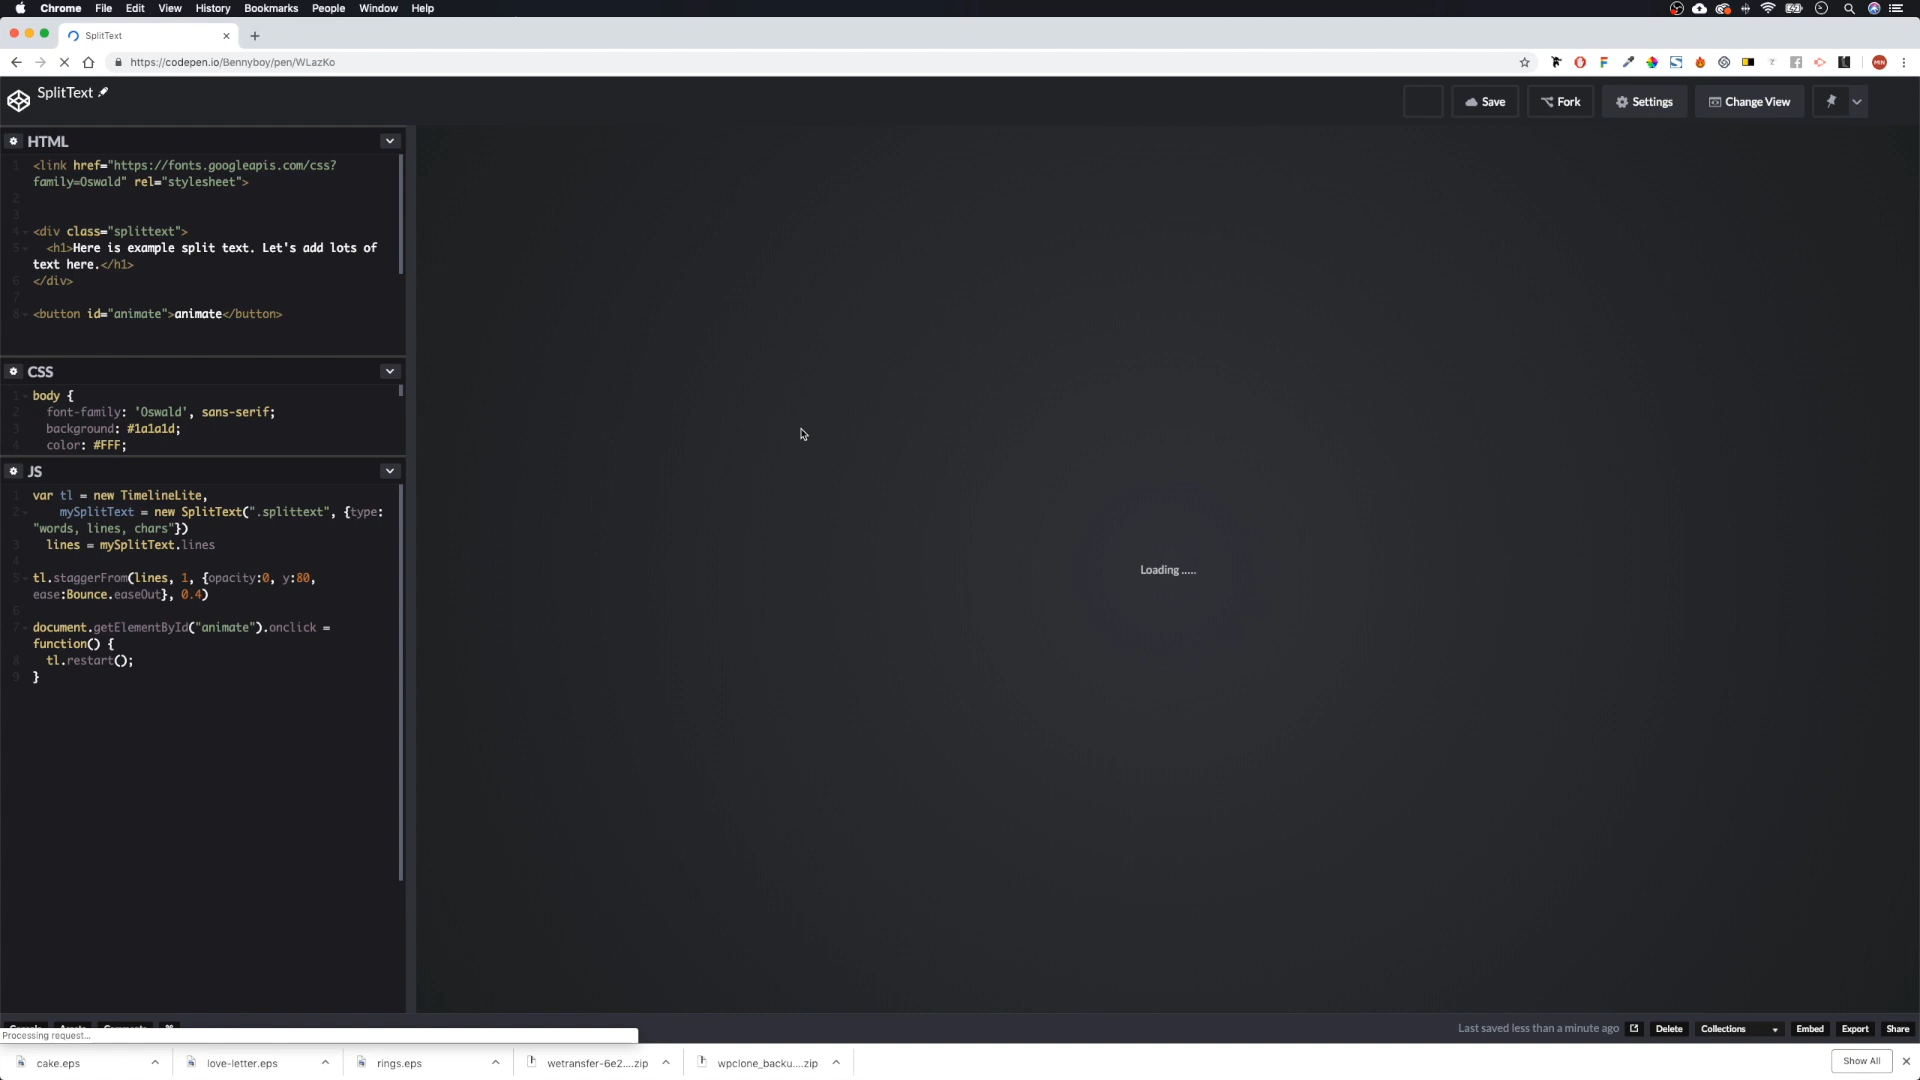 Chrome File Edit View History Bookmarks People Window Help
SplitText
https://codepen.io/Bennyboy/pen/WLazKo
SplitText
Save Fork Settings Change View
HTML
1 <link href="https://fonts.googleapis.com/css?
family=Oswald" rel="stylesheet">
2
3
4 <div class="splittext">
5 <h1>Here is example split text. Let's add lots of
text here.</h1>
6 </div>
7
8 <button id="animate">animate</button>
CSS
1 body {
2 font-family: 'Oswald', sans-serif;
3 background: #1a1a1d;
4 color: #FFF;
JS
1 var tl = new TimelineLite,
2 mySplitText = new SplitText(".splittext", {type:
"words, lines, chars"})
3 lines = mySplitText.lines
4
5 tl.staggerFrom(lines, 1, {opacity:0, y:80,
ease:Bounce.easeOut}, 0.4)
6
7 document.getElementById("animate").onclick =
function() {
8 tl.restart();
9 }
Loading .....
Console Assets Comments ⌘
Last saved less than a minute ago Delete Collections Embed Export Share
Processing request...
cake.eps love-letter.eps rings.eps wetransfer-6e2....zip wpclone_backu....zip Show All